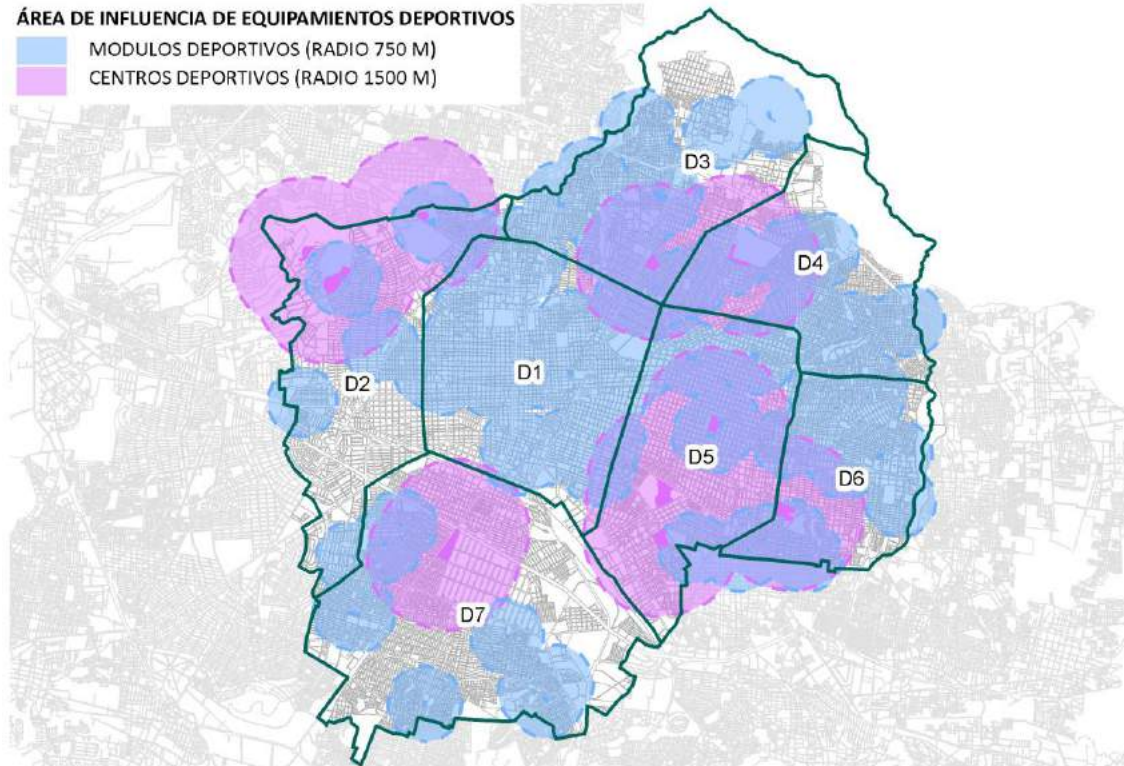 ÁREA DE INFLUENCIA DE EQUIPAMIENTOS DEPORTIVOS
MODULOS DEPORTIVOS (RADIO 750 M)
CENTROS DEPORTIVOS (RADIO 1500 M)
D3
D4
D1
D2
D5
D6
D7